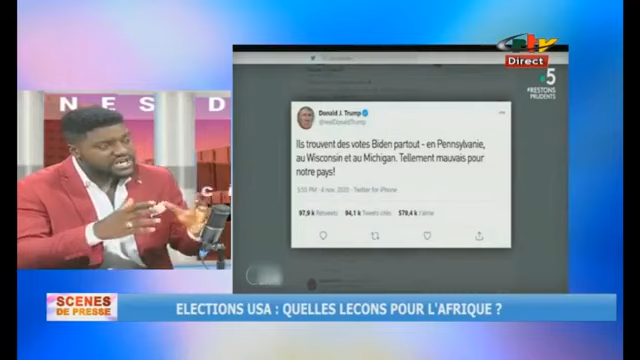 crtv
Direct
5
#RESTONS
PRUDENTS
N E S D
Donald J. Trump
@realDonaldTrump
Ils trouvent des votes Biden partout - en Pennsylvanie,
au Wisconsin et au Michigan. Tellement mauvais pour
notre pays!
5:55 PM · 4 nov. 2020 · Twitter for iPhone
97,9 k Retweets 94,1 k Tweets cités 579,4 k J'aime
SCENES
DE PRESSE
ELECTIONS USA : QUELLES LECONS POUR L'AFRIQUE ?